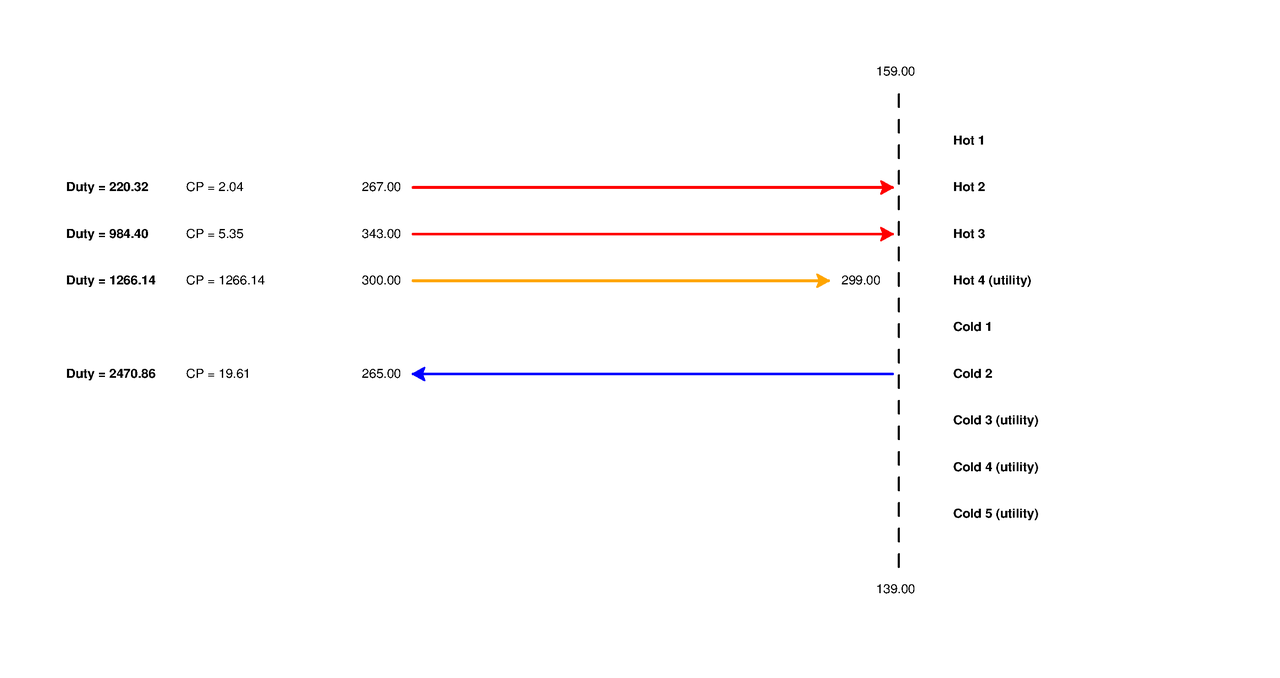 159.00
Hot 1
Duty = 220.32 CP = 2.04 267.00 Hot 2
Duty = 984.40 CP = 5.35 343.00 Hot 3
Duty = 1266.14 CP = 1266.14 300.00 299.00 Hot 4 (utility)
Cold 1
Duty = 2470.86 CP = 19.61 265.00 Cold 2
Cold 3 (utility)
Cold 4 (utility)
Cold 5 (utility)
139.00